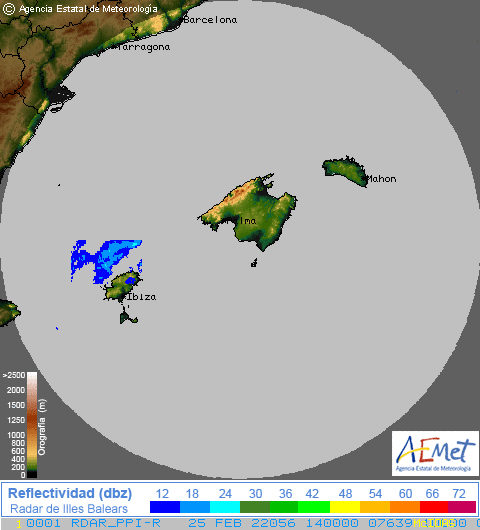 © Agencia Estatal de Meteorología
Barcelona
Tarragona
Mahon
lma
Ibiza
>2500
2000
1500
1000
800
600
400
200
0
Orografía (m)
AEMet
Agencia Estatal de Meteorología
Reflectividad (dbz)
Radar de Illes Balears
12 18 24 30 36 42 48 54 60 66 72
1 0001 RDAR_PPI-R 25 FEB 22056 140000 07639